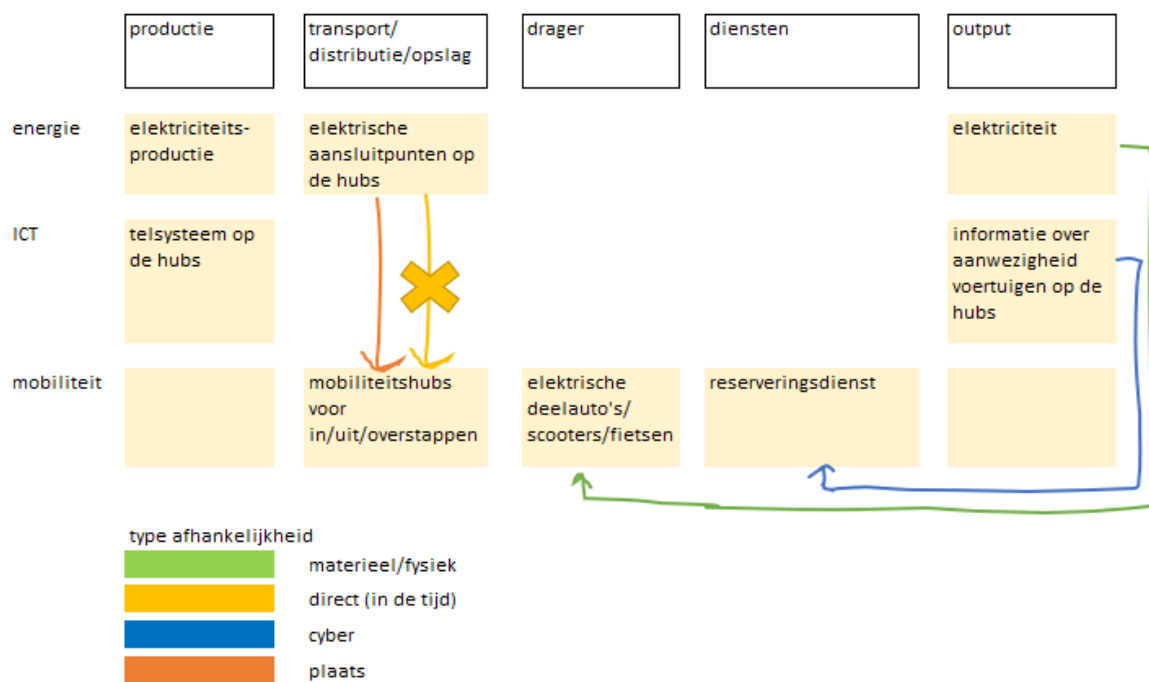 productie
transport/
distributie/opslag
drager
diensten
output
energie
elektriciteits-
productie
elektrische
aansluitpunten op
de hubs
elektriciteit
ICT
telsysteem op
de hubs
informatie over
aanwezigheid
voertuigen op de
hubs
mobiliteit
mobiliteitshubs
voor
in/uit/overstappen
elektrische
deelauto's/
scooters/fietsen
reserveringsdienst
type afhankelijkheid
materieel/fysiek
direct (in de tijd)
cyber
plaats